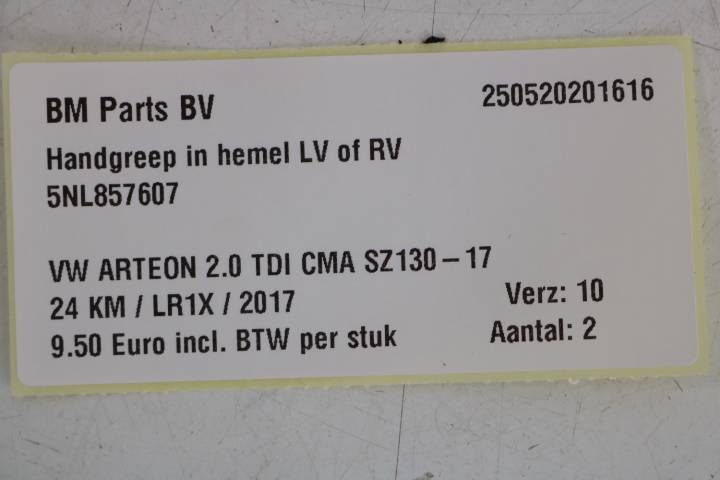 BM Parts BV 250520201616
Handgreep in hemel LV of RV
5NL857607
VW ARTEON 2.0 TDI CMA SZ130-17
24 KM / LR1X / 2017 Verz: 10
9.50 Euro incl. BTW per stuk Aantal: 2